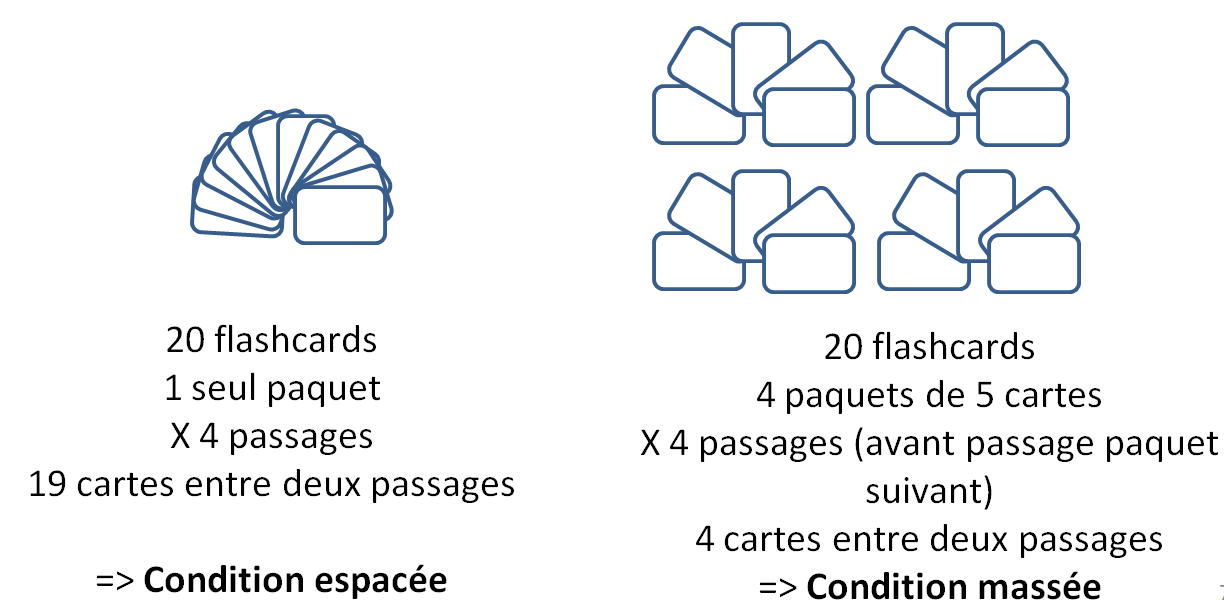 20 flashcards
1 seul paquet
X 4 passages
19 cartes entre deux passages
=> Condition espacée
20 flashcards
4 paquets de 5 cartes
X 4 passages (avant passage paquet
suivant)
4 cartes entre deux passages
=> Condition massée